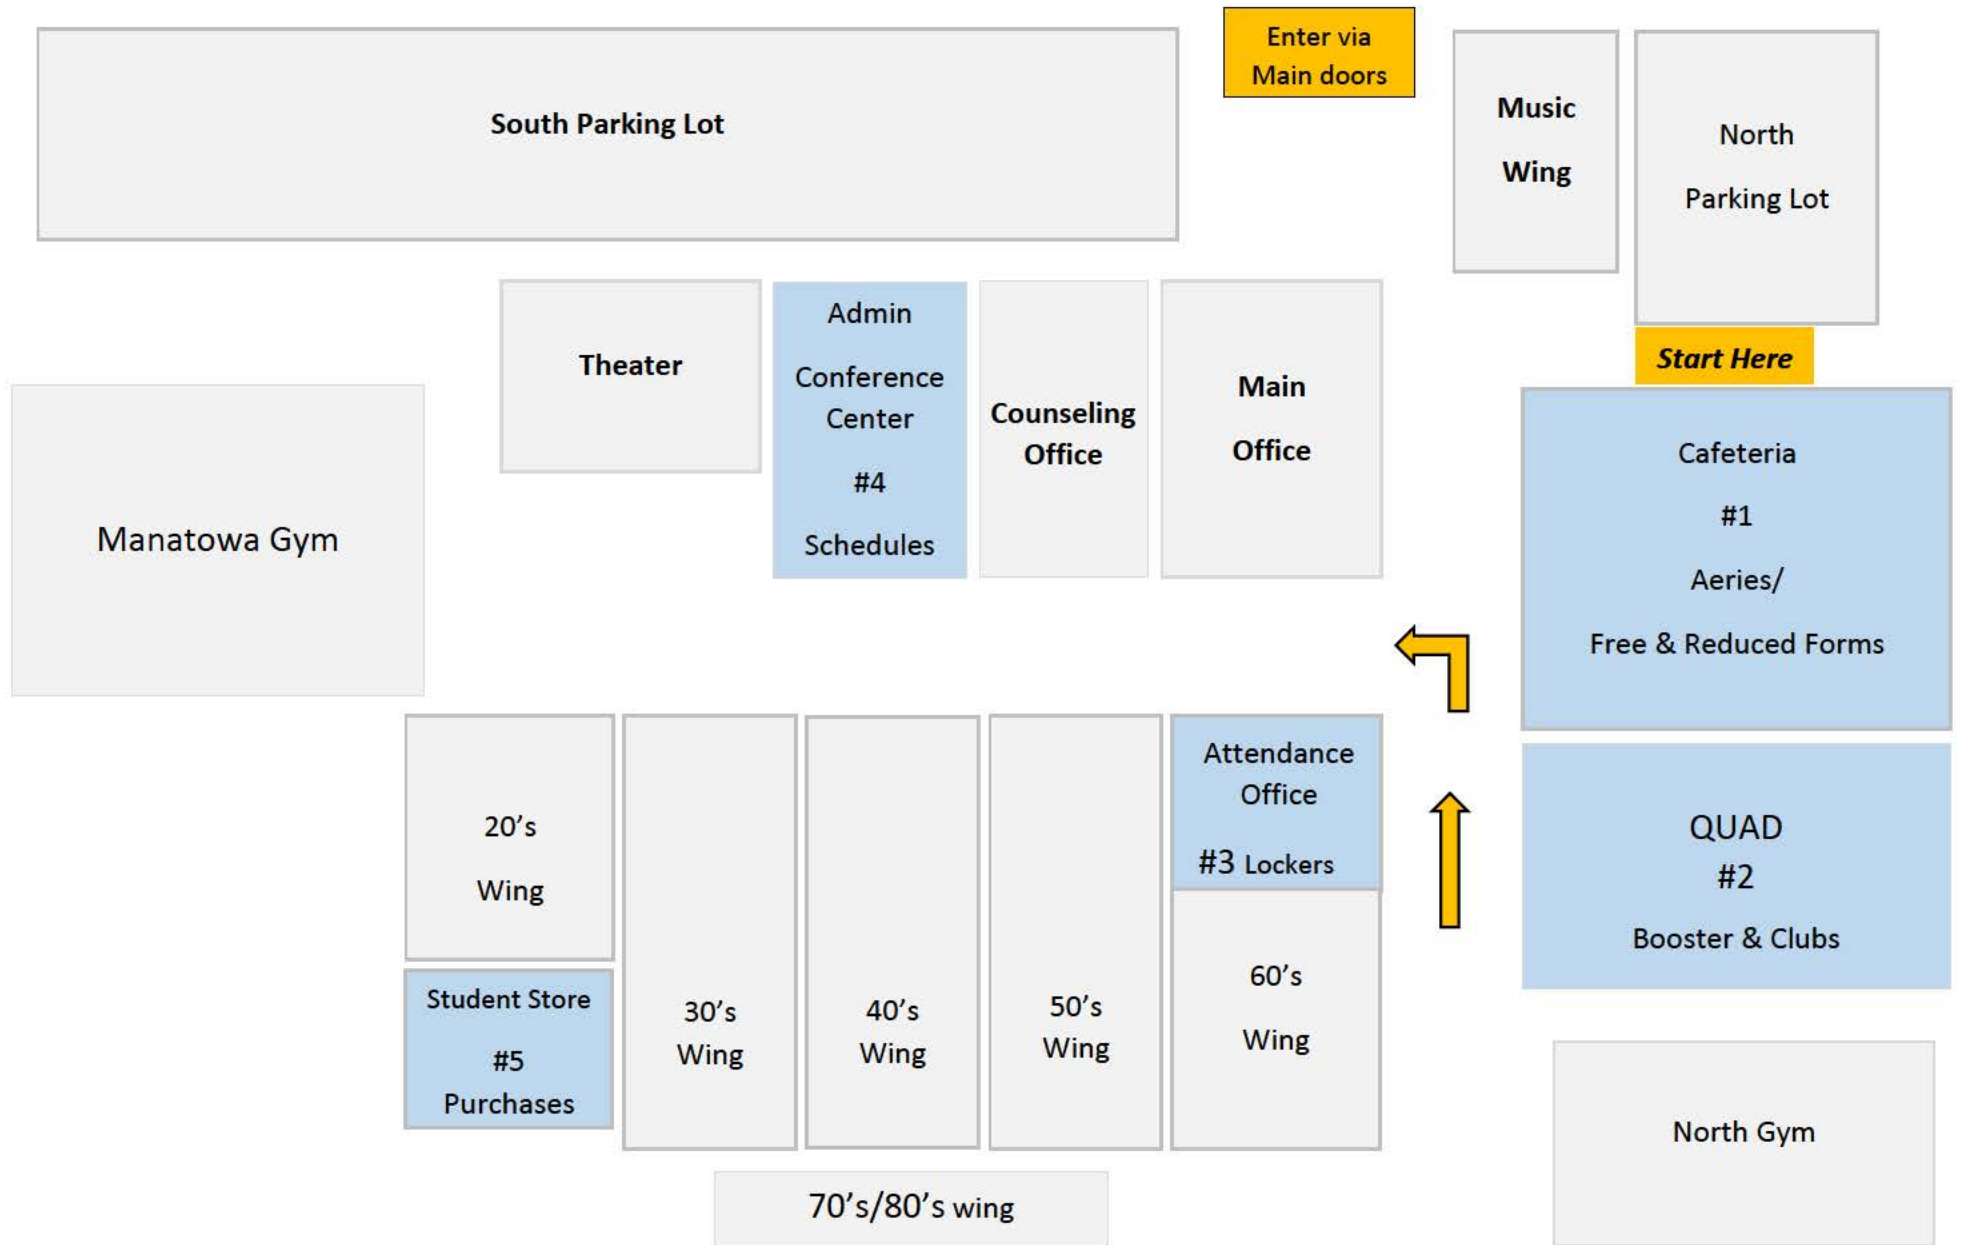 Enter via
Main doors
South Parking Lot
Music
Wing
North
Parking Lot
Start Here
Theater
Admin
Conference
Center
#4
Schedules
Counseling
Office
Main
Office
Cafeteria
#1
Aeries/
Free & Reduced Forms
Manatowa Gym
20's
Wing
Student Store
#5
Purchases
30's
Wing
40's
Wing
50's
Wing
Attendance
Office
#3 Lockers
60's
Wing
QUAD
#2
Booster & Clubs
North Gym
70's/80's wing